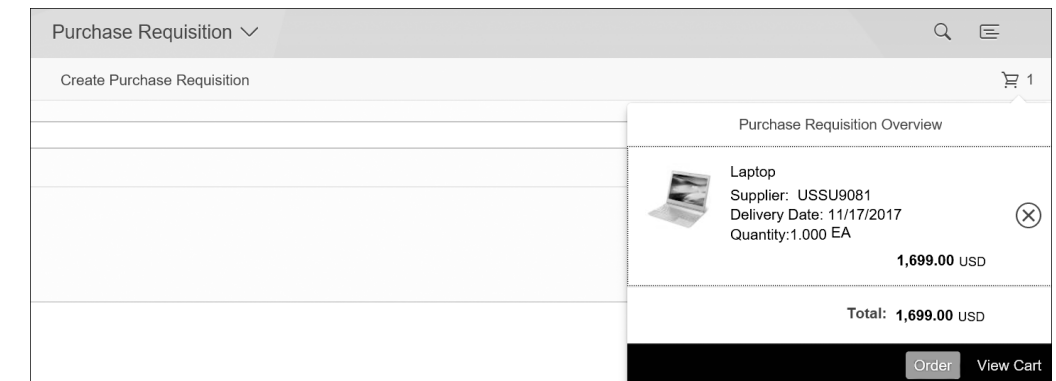 Purchase Requisition
Create Purchase Requisition
1
Purchase Requisition Overview
Laptop
Supplier: USSU9081
Delivery Date: 11/17/2017
Quantity:1.000 EA
1,699.00 USD
Total: 1,699.00 USD
Order View Cart